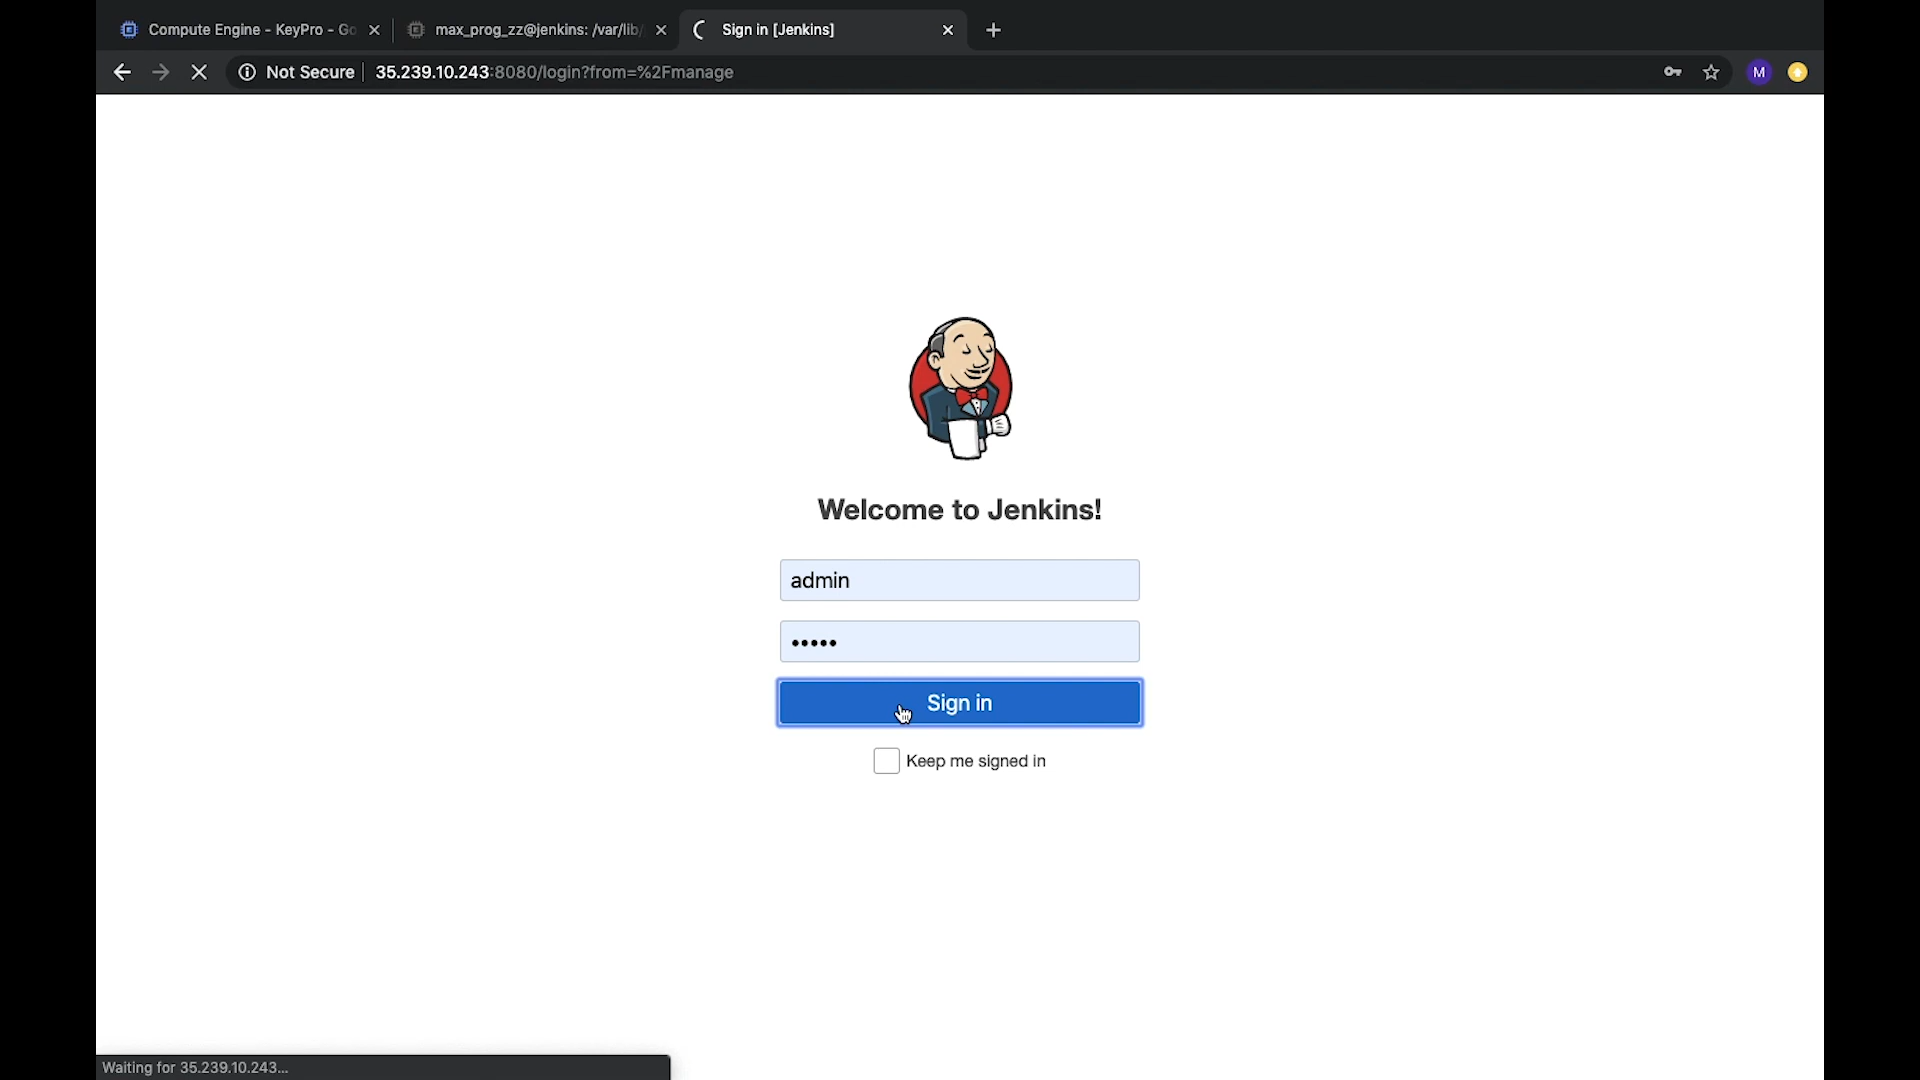 Compute Engine - KeyPro - Go
max_prog_zz@jenkins: /var/lib/
Sign in [Jenkins]
Not Secure
35.239.10.243:8080/login?from=%2Fmanage
M
Welcome to Jenkins!
admin
•••••
Sign in
Keep me signed in
Waiting for 35.239.10.243...